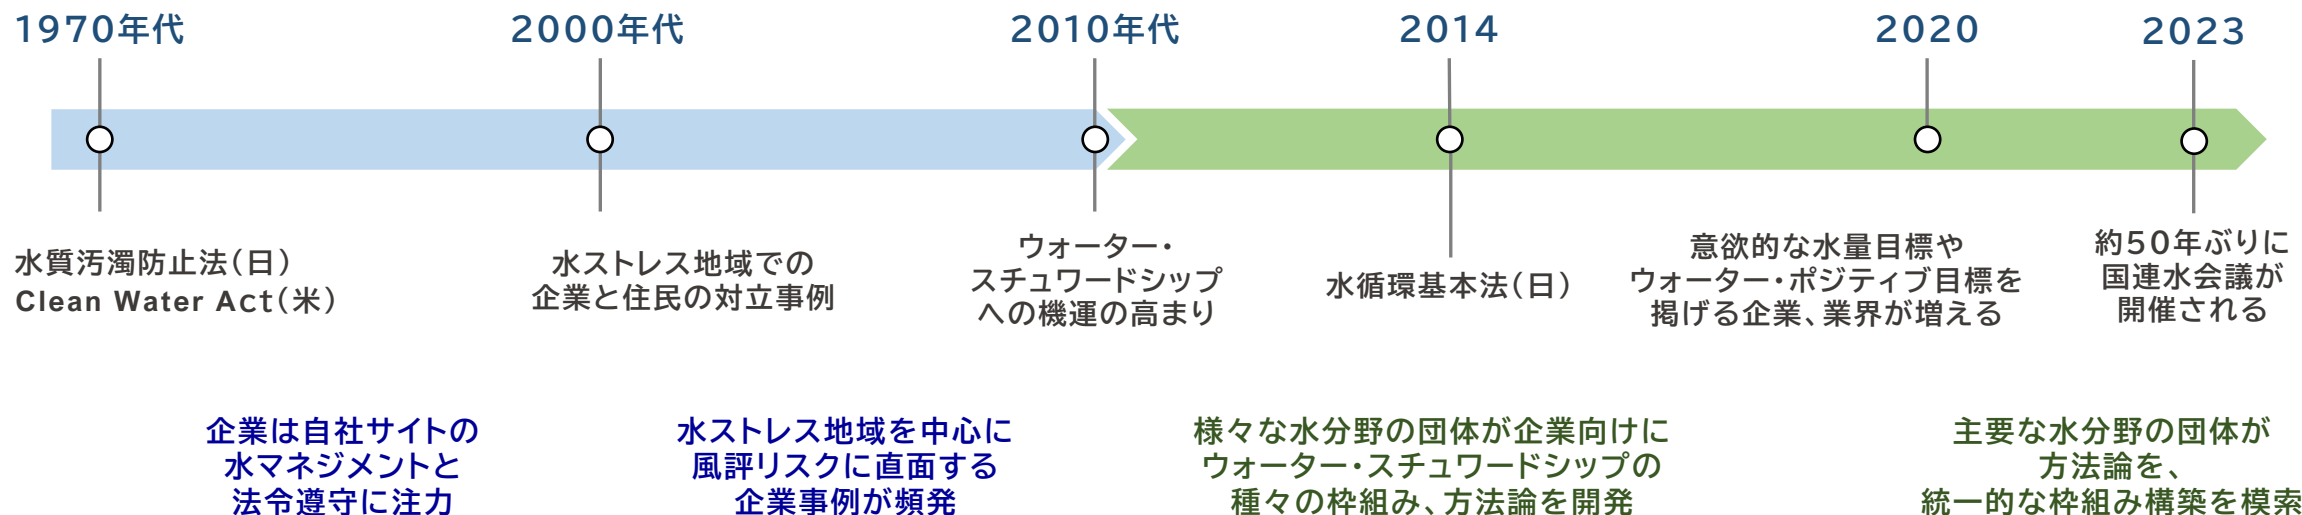 1970年代
2000年代
2010年代
2014
2020
2023
水質汚濁防止法(日)
Clean Water Act(米)
水ストレス地域での
企業と住民の対立事例
ウォーター・
スチュワードシップ
への機運の高まり
水循環基本法(日)
意欲的な水量目標や
ウォーター・ポジティブ目標を
掲げる企業、業界が増える
約50年ぶりに
国連水会議が
開催される
企業は自社サイトの
水マネジメントと
法令遵守に注力
水ストレス地域を中心に
風評リスクに直面する
企業事例が頻発
様々な水分野の団体が企業向けに
ウォーター・スチュワードシップの
種々の枠組み、方法論を開発
主要な水分野の団体が
方法論を、
統一的な枠組み構築を模索